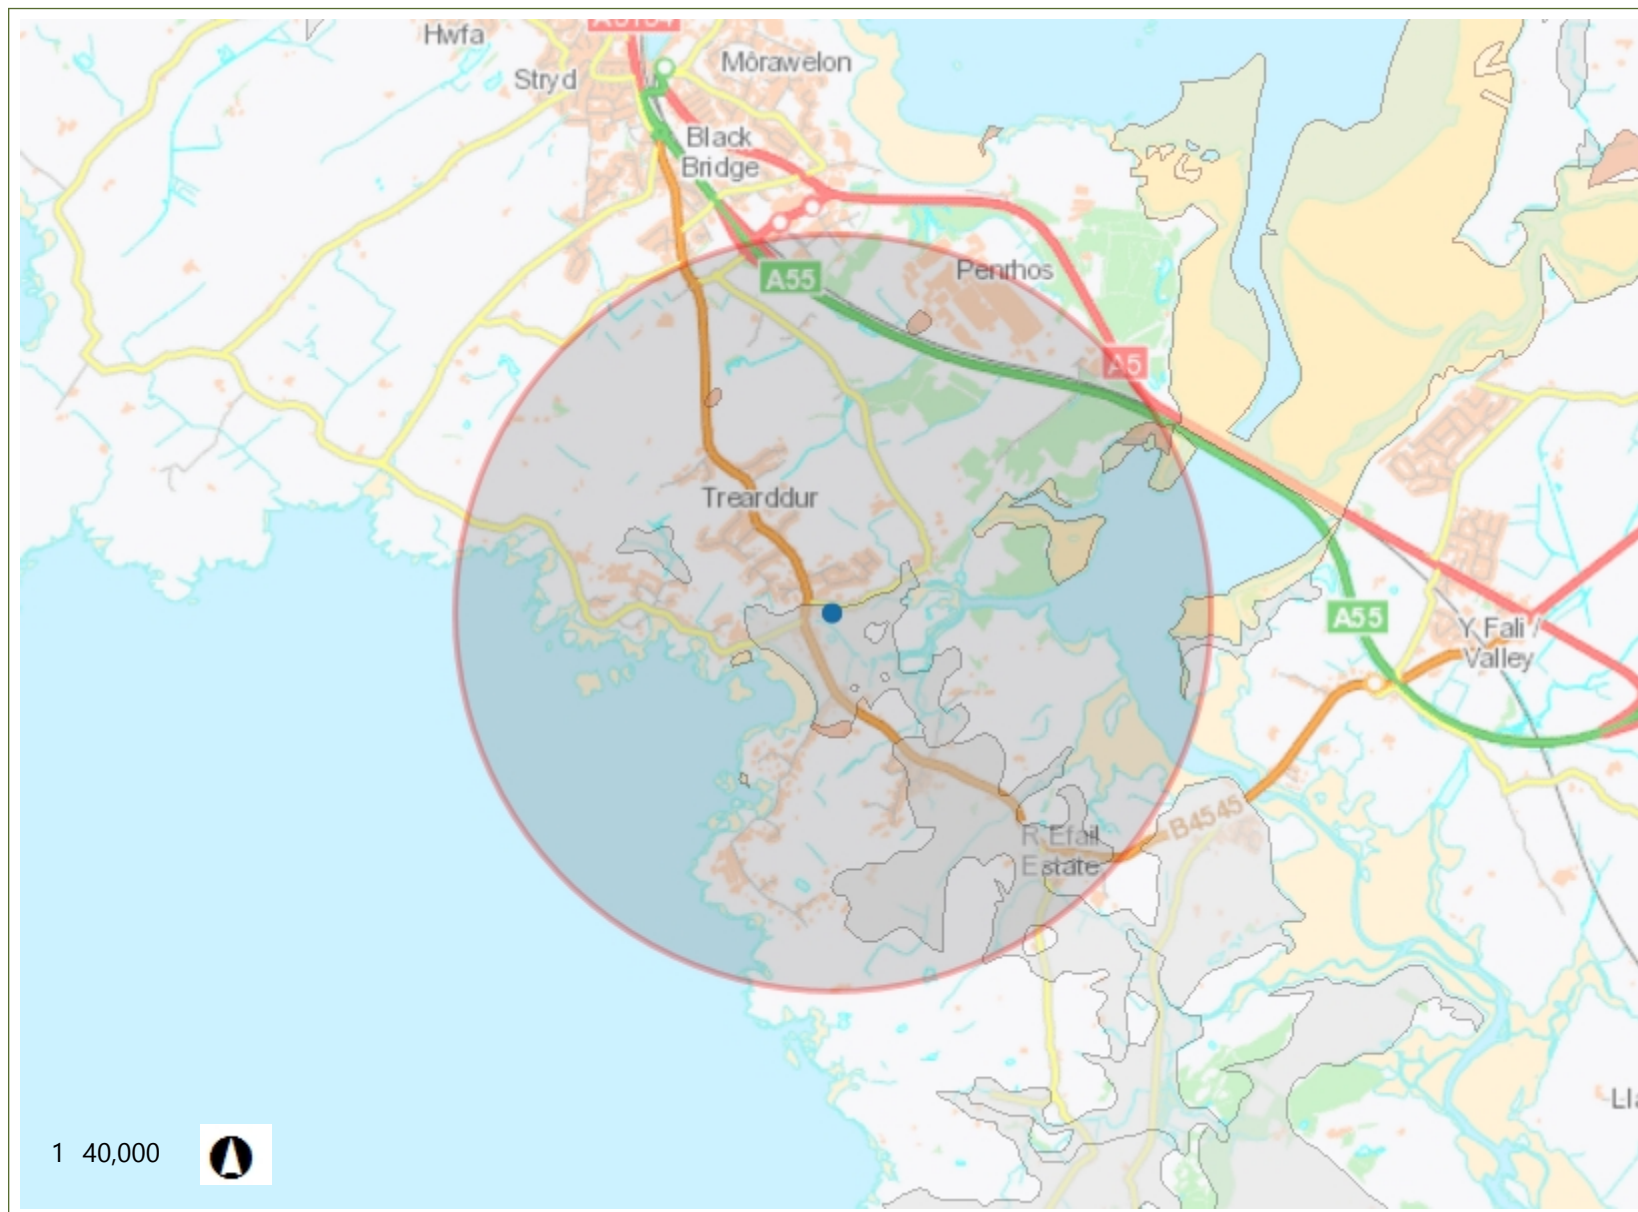 Hwfa
Môrawelon
Stryd
Black
Bridge
Penrhos
A55
A5
Trearddur
A55
Y Fali /
Valley
B4545
R Efail
Estate
1 40,000